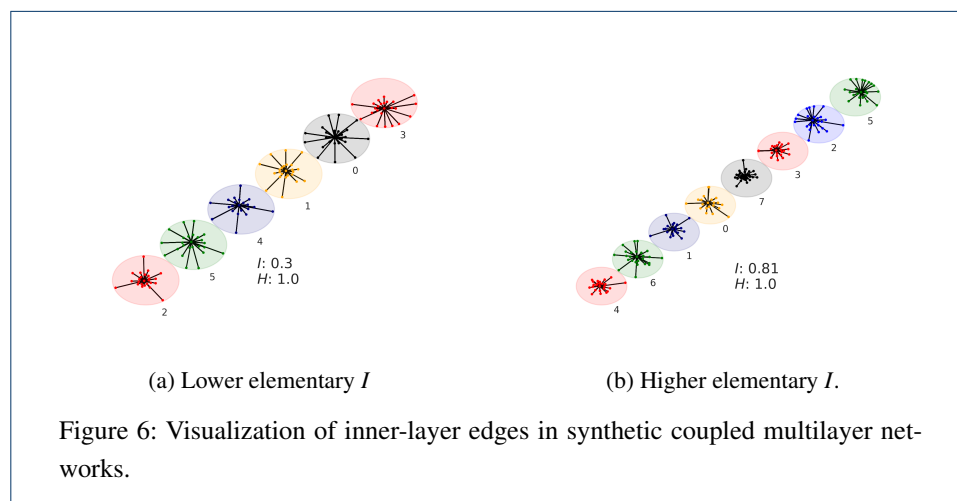 3
0
1
4
5
2
I: 0.3
H: 1.0
5
2
3
7
0
1
6
4
I: 0.81
H: 1.0
(a) Lower elementary I
(b) Higher elementary I.
Figure 6: Visualization of inner-layer edges in synthetic coupled multilayer net-
works.